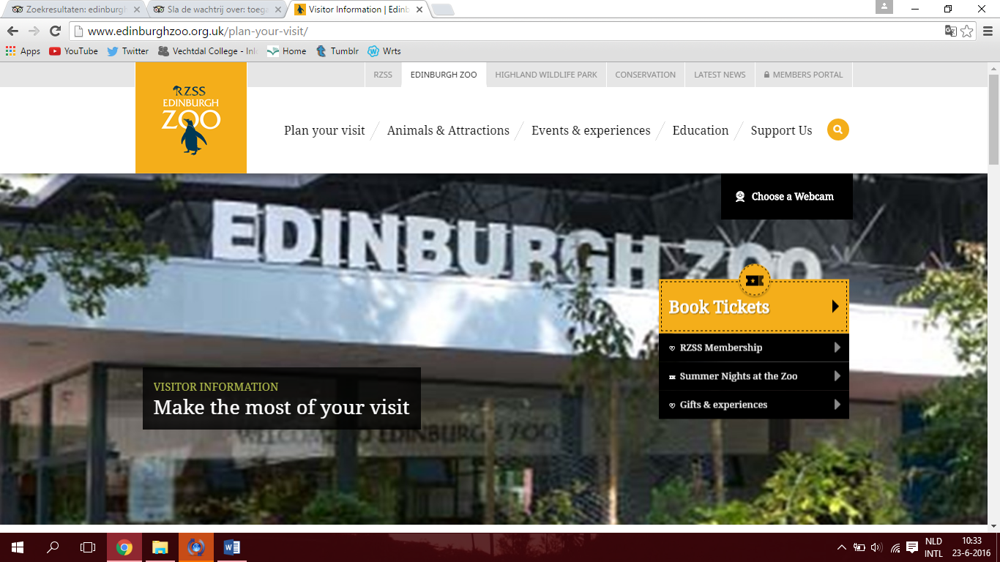 Zoekresultaten: edinburgh
Sla de wachtrij over: toega
Visitor Information | Edinb
www.edinburghzoo.org.uk/plan-your-visit/
Apps YouTube Twitter Vechtdal College - Inl Home Tumblr Wrts
RZSS EDINBURGH ZOO HIGHLAND WILDLIFE PARK CONSERVATION LATEST NEWS MEMBERS PORTAL
RZSS
EDINBURGH
ZOO
Plan your visit Animals & Attractions Events & experiences Education Support Us
Choose a Webcam
EDINBURGH ZOO
Book Tickets
RZSS Membership
Summer Nights at the Zoo
Gifts & experiences
VISITOR INFORMATION
Make the most of your visit
WELCOME TO EDINBURGH ZOO
NLD
INTL
10:33
23-6-2016